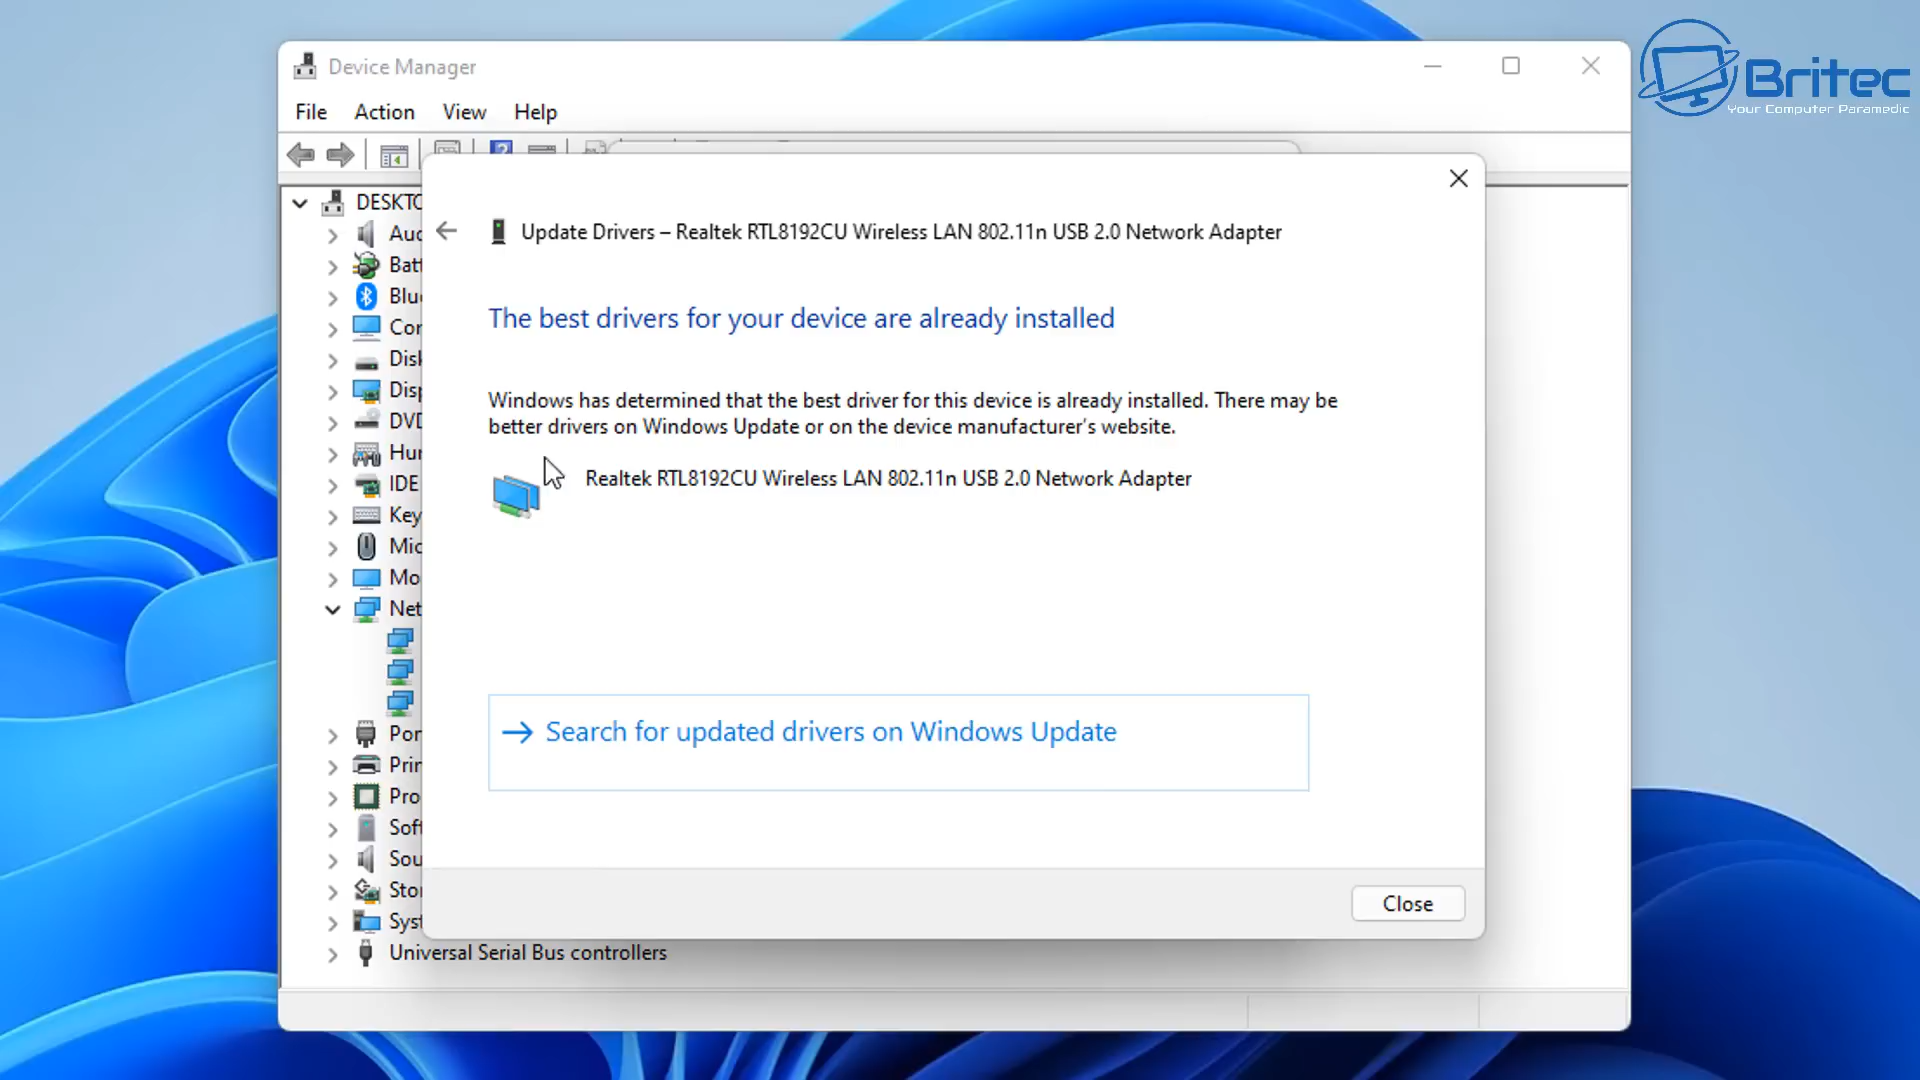 Device Manager
Britec
Your Computer Paramedic
File Action View Help
Update Drivers – Realtek RTL8192CU Wireless LAN 802.11n USB 2.0 Network Adapter
The best drivers for your device are already installed
Windows has determined that the best driver for this device is already installed. There may be
better drivers on Windows Update or on the device manufacturer's website.
Realtek RTL8192CU Wireless LAN 802.11n USB 2.0 Network Adapter
Search for updated drivers on Windows Update
Close
DESKTO
Aud
Batt
Blu
Cor
Disk
Disp
DVD
Hur
IDE
Key
Mic
Mo
Net
Por
Prin
Pro
Soft
Sou
Stor
Syst
Universal Serial Bus controllers